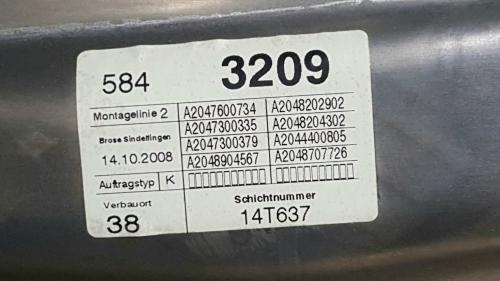 584 3209
Montagelinie 2 A2047600734 A2048202902
Brose Sindelfingen A2047300335 A2048204302
14.10.2008 A2047300379 A2044400805
A2048904567 A2048707726
Auftragstyp K ▯▯▯▯▯▯▯▯▯▯▯ ▯▯▯▯▯▯▯▯▯▯▯
Verbauort Schichtnummer
38 14T637